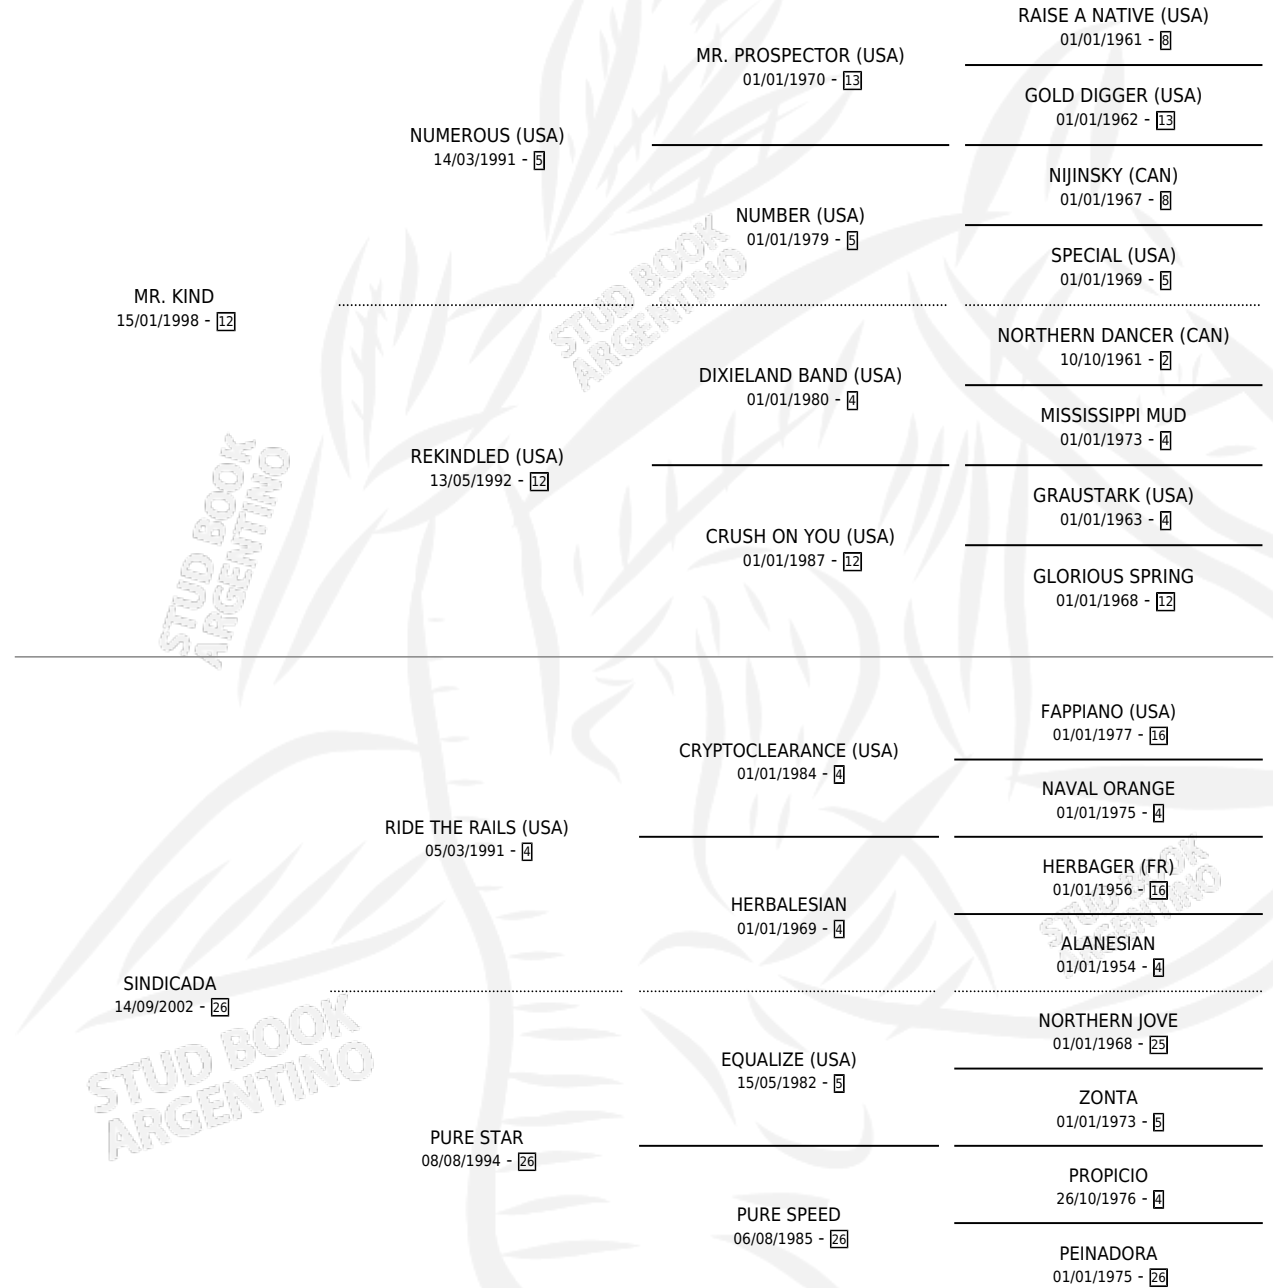 RAISE A NATIVE (USA)
01/01/1961 - 8
MR. PROSPECTOR (USA)
01/01/1970 - 13
GOLD DIGGER (USA)
01/01/1962 - 13
NUMEROUS (USA)
14/03/1991 - 5
NIJINSKY (CAN)
01/01/1967 - 8
NUMBER (USA)
01/01/1979 - 5
SPECIAL (USA)
01/01/1969 - 5
MR. KIND
15/01/1998 - 12
NORTHERN DANCER (CAN)
10/10/1961 - 2
DIXIELAND BAND (USA)
01/01/1980 - 4
MISSISSIPPI MUD
01/01/1973 - 4
REKINDLED (USA)
13/05/1992 - 12
GRAUSTARK (USA)
01/01/1963 - 4
CRUSH ON YOU (USA)
01/01/1987 - 12
GLORIOUS SPRING
01/01/1968 - 12
STUD BOOK
ARGENTINO
STUD BOOK
ARGENTINO
FAPPIANO (USA)
01/01/1977 - 16
CRYPTOCLEARANCE (USA)
01/01/1984 - 4
NAVAL ORANGE
01/01/1975 - 4
RIDE THE RAILS (USA)
05/03/1991 - 4
HERBAGER (FR)
01/01/1956 - 16
HERBALESIAN
01/01/1969 - 4
ALANESIAN
01/01/1954 - 4
SINDICADA
14/09/2002 - 26
NORTHERN JOVE
01/01/1968 - 25
EQUALIZE (USA)
15/05/1982 - 5
ZONTA
01/01/1973 - 5
PURE STAR
08/08/1994 - 26
PROPICIO
26/10/1976 - 4
PURE SPEED
06/08/1985 - 26
PEINADORA
01/01/1975 - 26
STUD BOOK
ARGENTINO
STUD BOOK
ARGENTINO